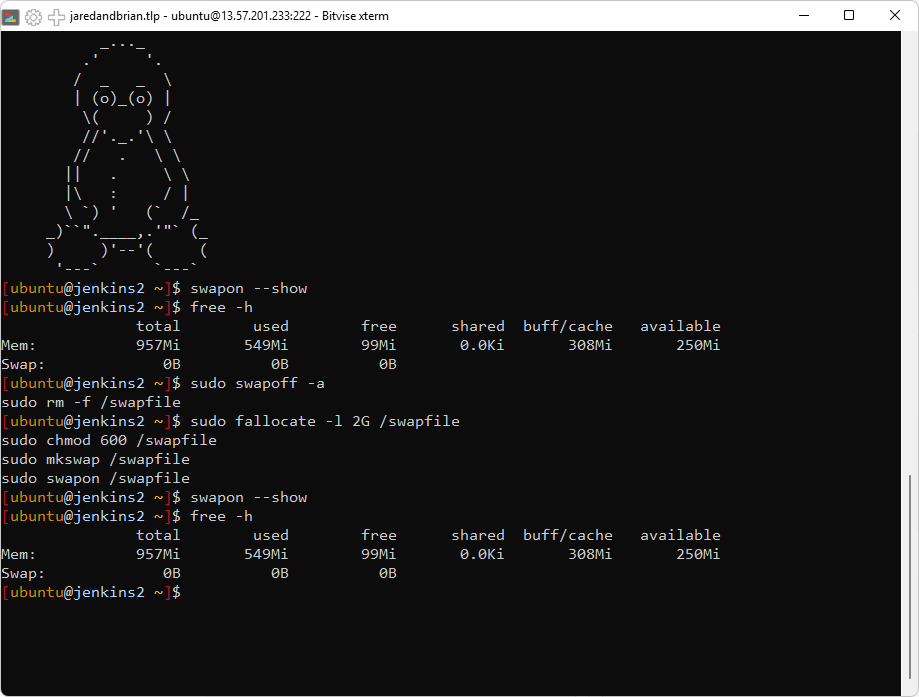 jaredandbrian.tlp - ubuntu@13.57.201.233:222 - Bitvise xterm
         _..._
       .'     '.
      /  _   _  \
      | (o)_(o) |
       \(     ) /
       //'._.'\ \
      //   .   \ \
     ||   .     \ \
     |\   :     / |
     \ `) '   (`  /_
   _)``".____,.'"` (_
   )     )'--'(     (
    '---`      `---`
[ubuntu@jenkins2 ~]$ swapon --show
[ubuntu@jenkins2 ~]$ free -h
               total        used        free      shared  buff/cache   available
Mem:           957Mi       549Mi        99Mi       0.0Ki       308Mi       250Mi
Swap:             0B          0B          0B
[ubuntu@jenkins2 ~]$ sudo swapoff -a
sudo rm -f /swapfile
[ubuntu@jenkins2 ~]$ sudo fallocate -l 2G /swapfile
sudo chmod 600 /swapfile
sudo mkswap /swapfile
sudo swapon /swapfile
[ubuntu@jenkins2 ~]$ swapon --show
[ubuntu@jenkins2 ~]$ free -h
               total        used        free      shared  buff/cache   available
Mem:           957Mi       549Mi        99Mi       0.0Ki       308Mi       250Mi
Swap:             0B          0B          0B
[ubuntu@jenkins2 ~]$